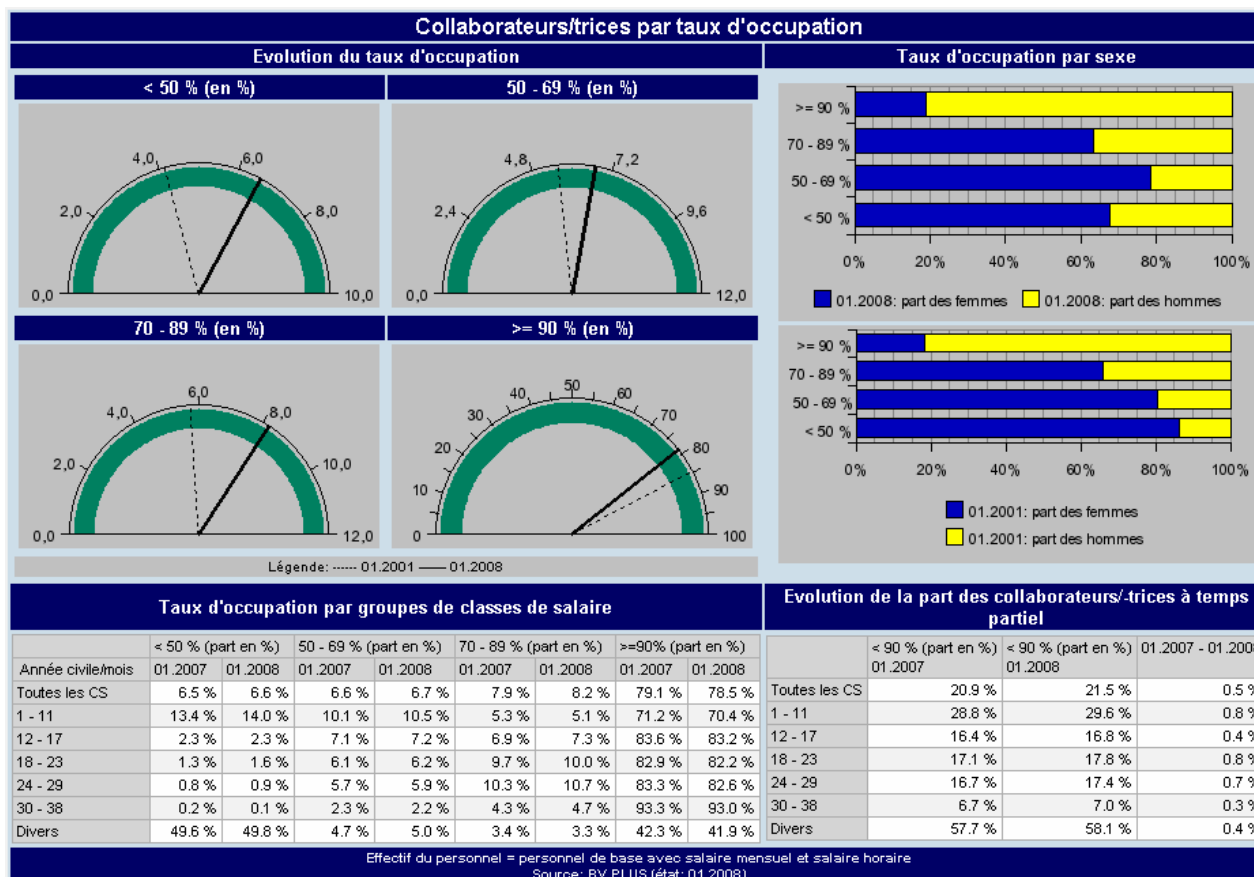 Collaborateurs/trices par taux d'occupation
Evolution du taux d'occupation
< 50 % (en %)
50 - 69 % (en %)
0,0
2,0
4,0
6,0
8,0
10,0
0,0
2,4
4,8
7,2
9,6
12,0
70 - 89 % (en %)
>= 90 % (en %)
0,0
2,0
4,0
6,0
8,0
10,0
12,0
0
10
20
30
40
50
60
70
80
90
100
Légende: ------ 01.2001 —— 01.2008
Taux d'occupation par sexe
>= 90 %
70 - 89 %
50 - 69 %
< 50 %
0% 20% 40% 60% 80% 100%
01.2008: part des femmes 01.2008: part des hommes
>= 90 %
70 - 89 %
50 - 69 %
< 50 %
0% 20% 40% 60% 80% 100%
01.2001: part des femmes
01.2001: part des hommes
Taux d'occupation par groupes de classes de salaire
< 50 % (part en %) 50 - 69 % (part en %) 70 - 89 % (part en %) >=90% (part en %)
Année civile/mois 01.2007 01.2008 01.2007 01.2008 01.2007 01.2008 01.2007 01.2008
Toutes les CS 6.5 % 6.6 % 6.6 % 6.7 % 7.9 % 8.2 % 79.1 % 78.5 %
1 - 11 13.4 % 14.0 % 10.1 % 10.5 % 5.3 % 5.1 % 71.2 % 70.4 %
12 - 17 2.3 % 2.3 % 7.1 % 7.2 % 6.9 % 7.3 % 83.6 % 83.2 %
18 - 23 1.3 % 1.6 % 6.1 % 6.2 % 9.7 % 10.0 % 82.9 % 82.2 %
24 - 29 0.8 % 0.9 % 5.7 % 5.9 % 10.3 % 10.7 % 83.3 % 82.6 %
30 - 38 0.2 % 0.1 % 2.3 % 2.2 % 4.3 % 4.7 % 93.3 % 93.0 %
Divers 49.6 % 49.8 % 4.7 % 5.0 % 3.4 % 3.3 % 42.3 % 41.9 %
Evolution de la part des collaborateurs/-trices à temps
partiel
< 90 % (part en %) < 90 % (part en %) 01.2007 - 01.2008
01.2007 01.2008
Toutes les CS 20.9 % 21.5 % 0.5 %
1 - 11 28.8 % 29.6 % 0.8 %
12 - 17 16.4 % 16.8 % 0.4 %
18 - 23 17.1 % 17.8 % 0.8 %
24 - 29 16.7 % 17.4 % 0.7 %
30 - 38 6.7 % 7.0 % 0.3 %
Divers 57.7 % 58.1 % 0.4 %
Effectif du personnel = personnel de base avec salaire mensuel et salaire horaire
Source: BV PLUS (état: 01.2008)